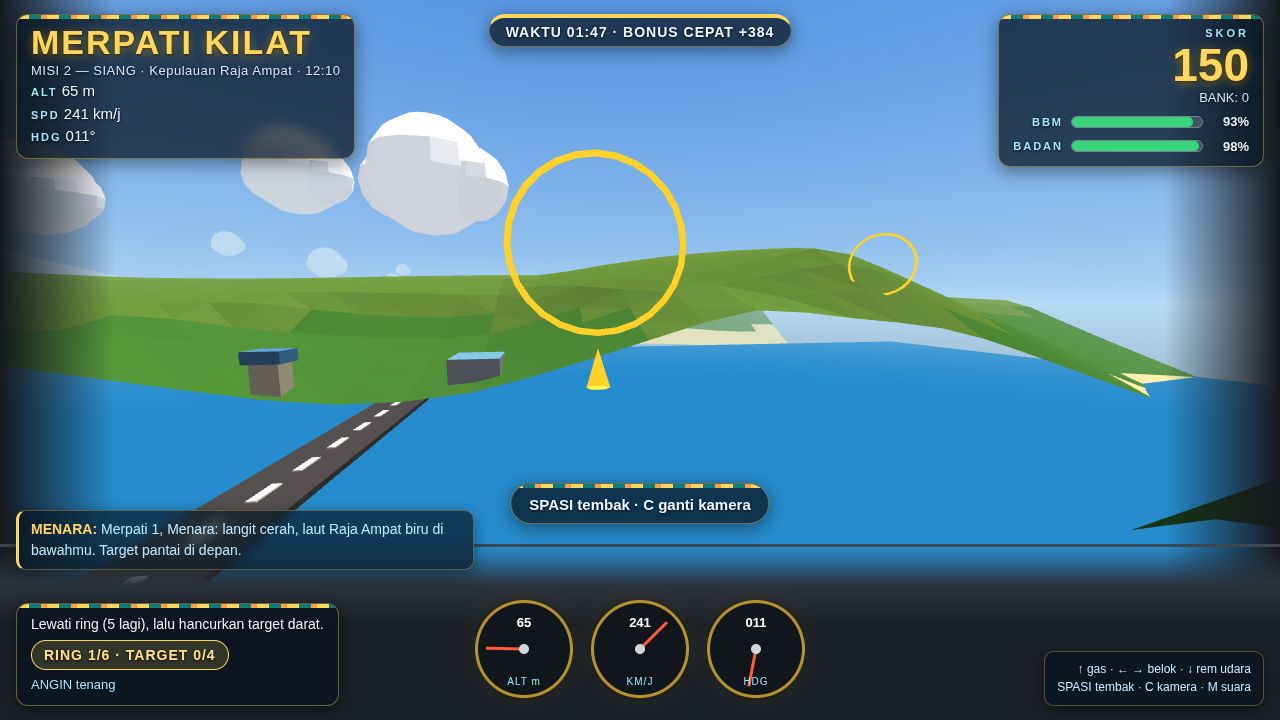 MERPATI KILAT
MISI 2 — SIANG · Kepulauan Raja Ampat · 12:10
ALT 65 m
SPD 241 km/j
HDG 011°
WAKTU 01:47 · BONUS CEPAT +384
SKOR
150
BANK: 0
BBM 93%
BADAN 98%
SPASI tembak · C ganti kamera
MENARA: Merpati 1, Menara: langit cerah, laut Raja Ampat biru di
bawahmu. Target pantai di depan.
Lewati ring (5 lagi), lalu hancurkan target darat.
RING 1/6 · TARGET 0/4
ANGIN tenang
65
ALT m
241
KM/J
011
HDG
↑ gas · ← → belok · ↓ rem udara
SPASI tembak · C kamera · M suara